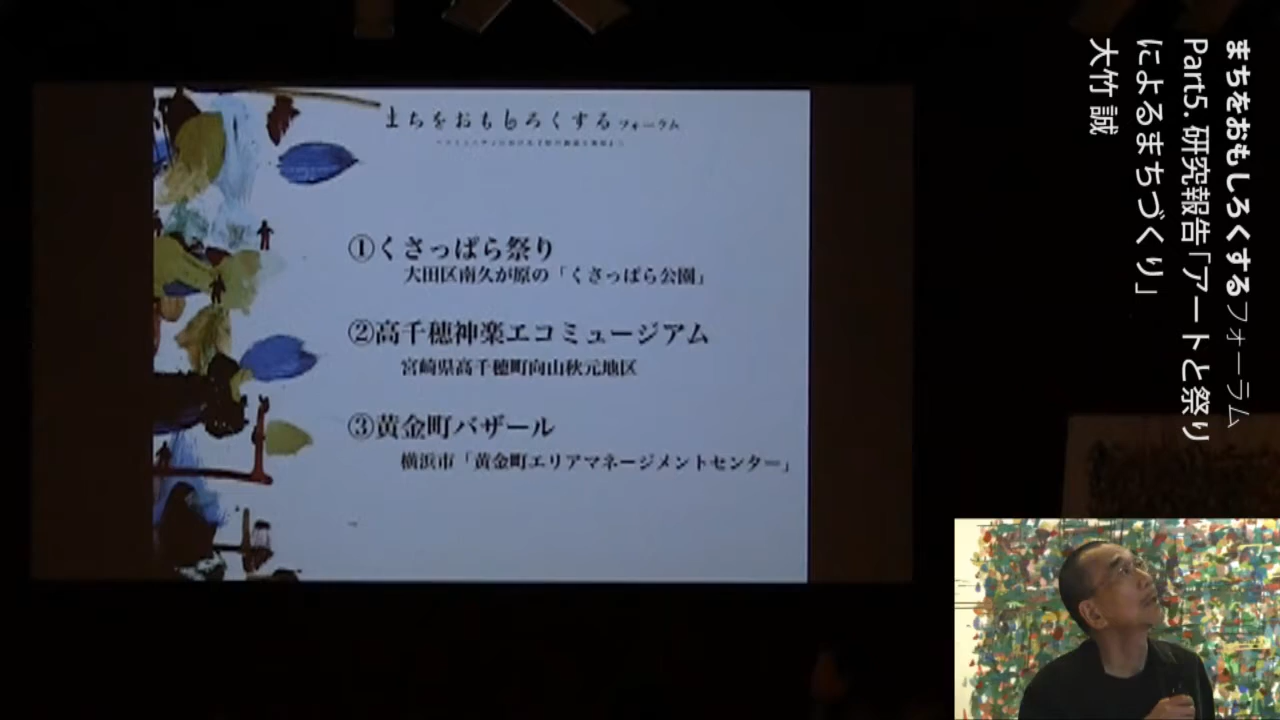 まちをおもしろくするフォーラム
Part5. 研究報告「アートと祭り
によるまちづくり」
大竹 誠
まちをおもしろくするフォーラム
①くさっぱら祭り
大田区南久が原の「くさっぱら公園」
②高千穂神楽エコミュージアム
宮崎県高千穂町向山秋元地区
③黄金町バザール
横浜市「黄金町エリアマネージメントセンター」